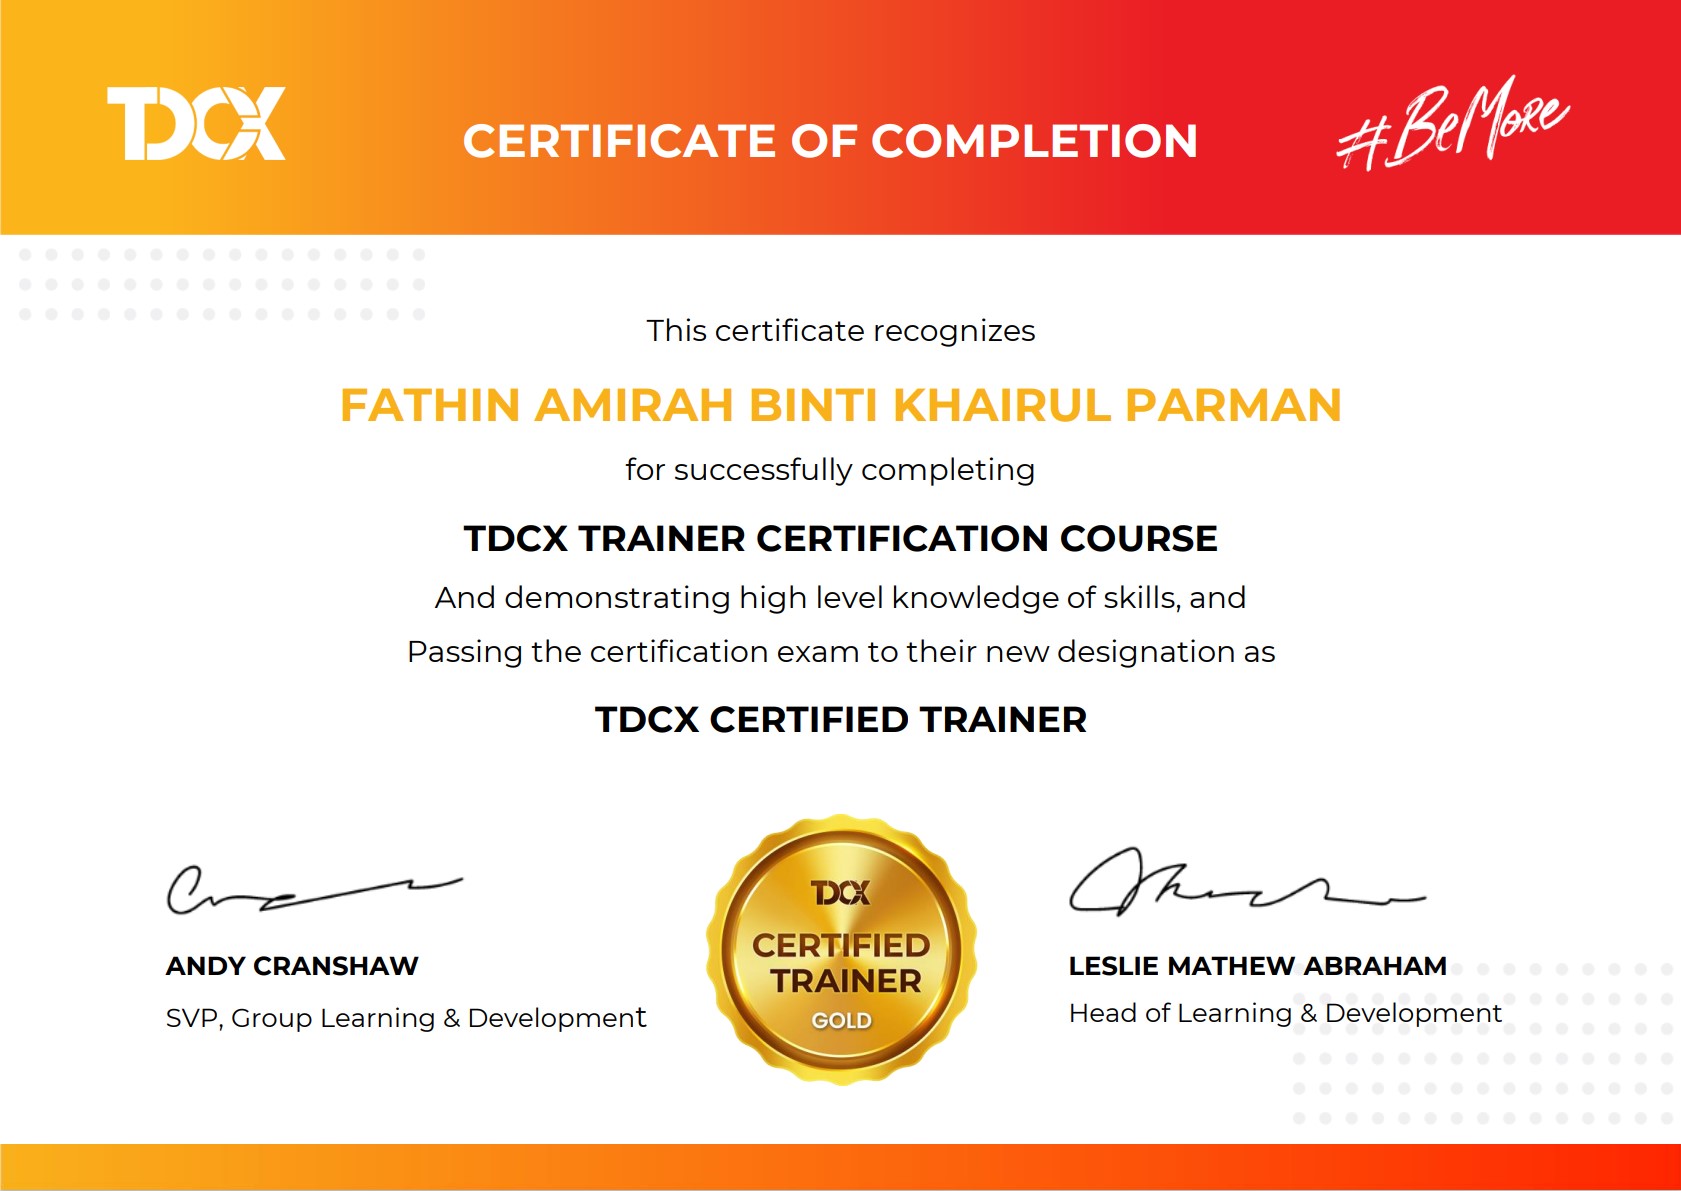 TDCX
CERTIFICATE OF COMPLETION
#BeMore
This certificate recognizes
FATHIN AMIRAH BINTI KHAIRUL PARMAN
for successfully completing
TDCX TRAINER CERTIFICATION COURSE
And demonstrating high level knowledge of skills, and
Passing the certification exam to their new designation as
TDCX CERTIFIED TRAINER
ANDY CRANSHAW
SVP, Group Learning & Development
TDCX
CERTIFIED
TRAINER
GOLD
LESLIE MATHEW ABRAHAM
Head of Learning & Development